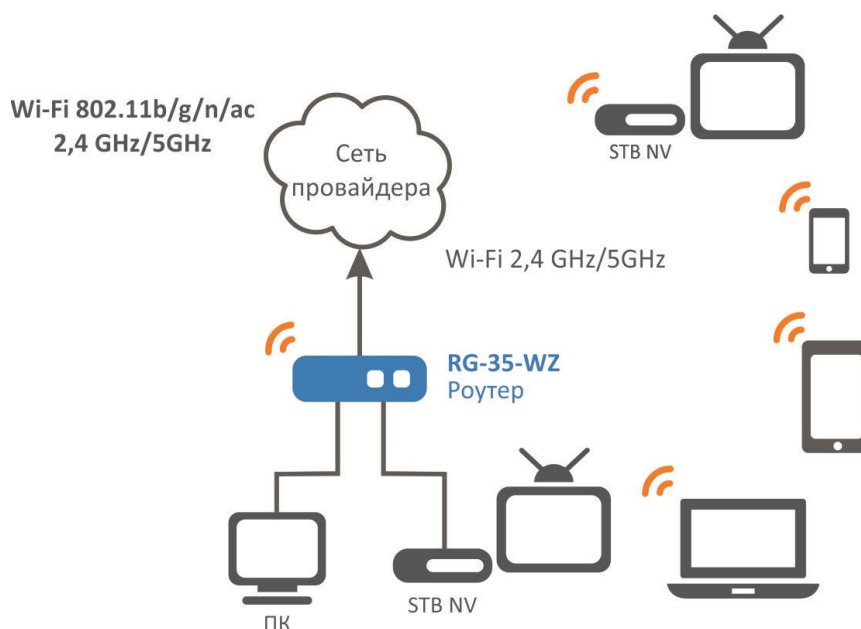 Wi-Fi 802.11b/g/n/ac
2,4 GHz/5GHz
Сеть
провайдера
STB NV
Wi-Fi 2,4 GHz/5GHz
RG-35-WZ
Роутер
ПК
STB NV